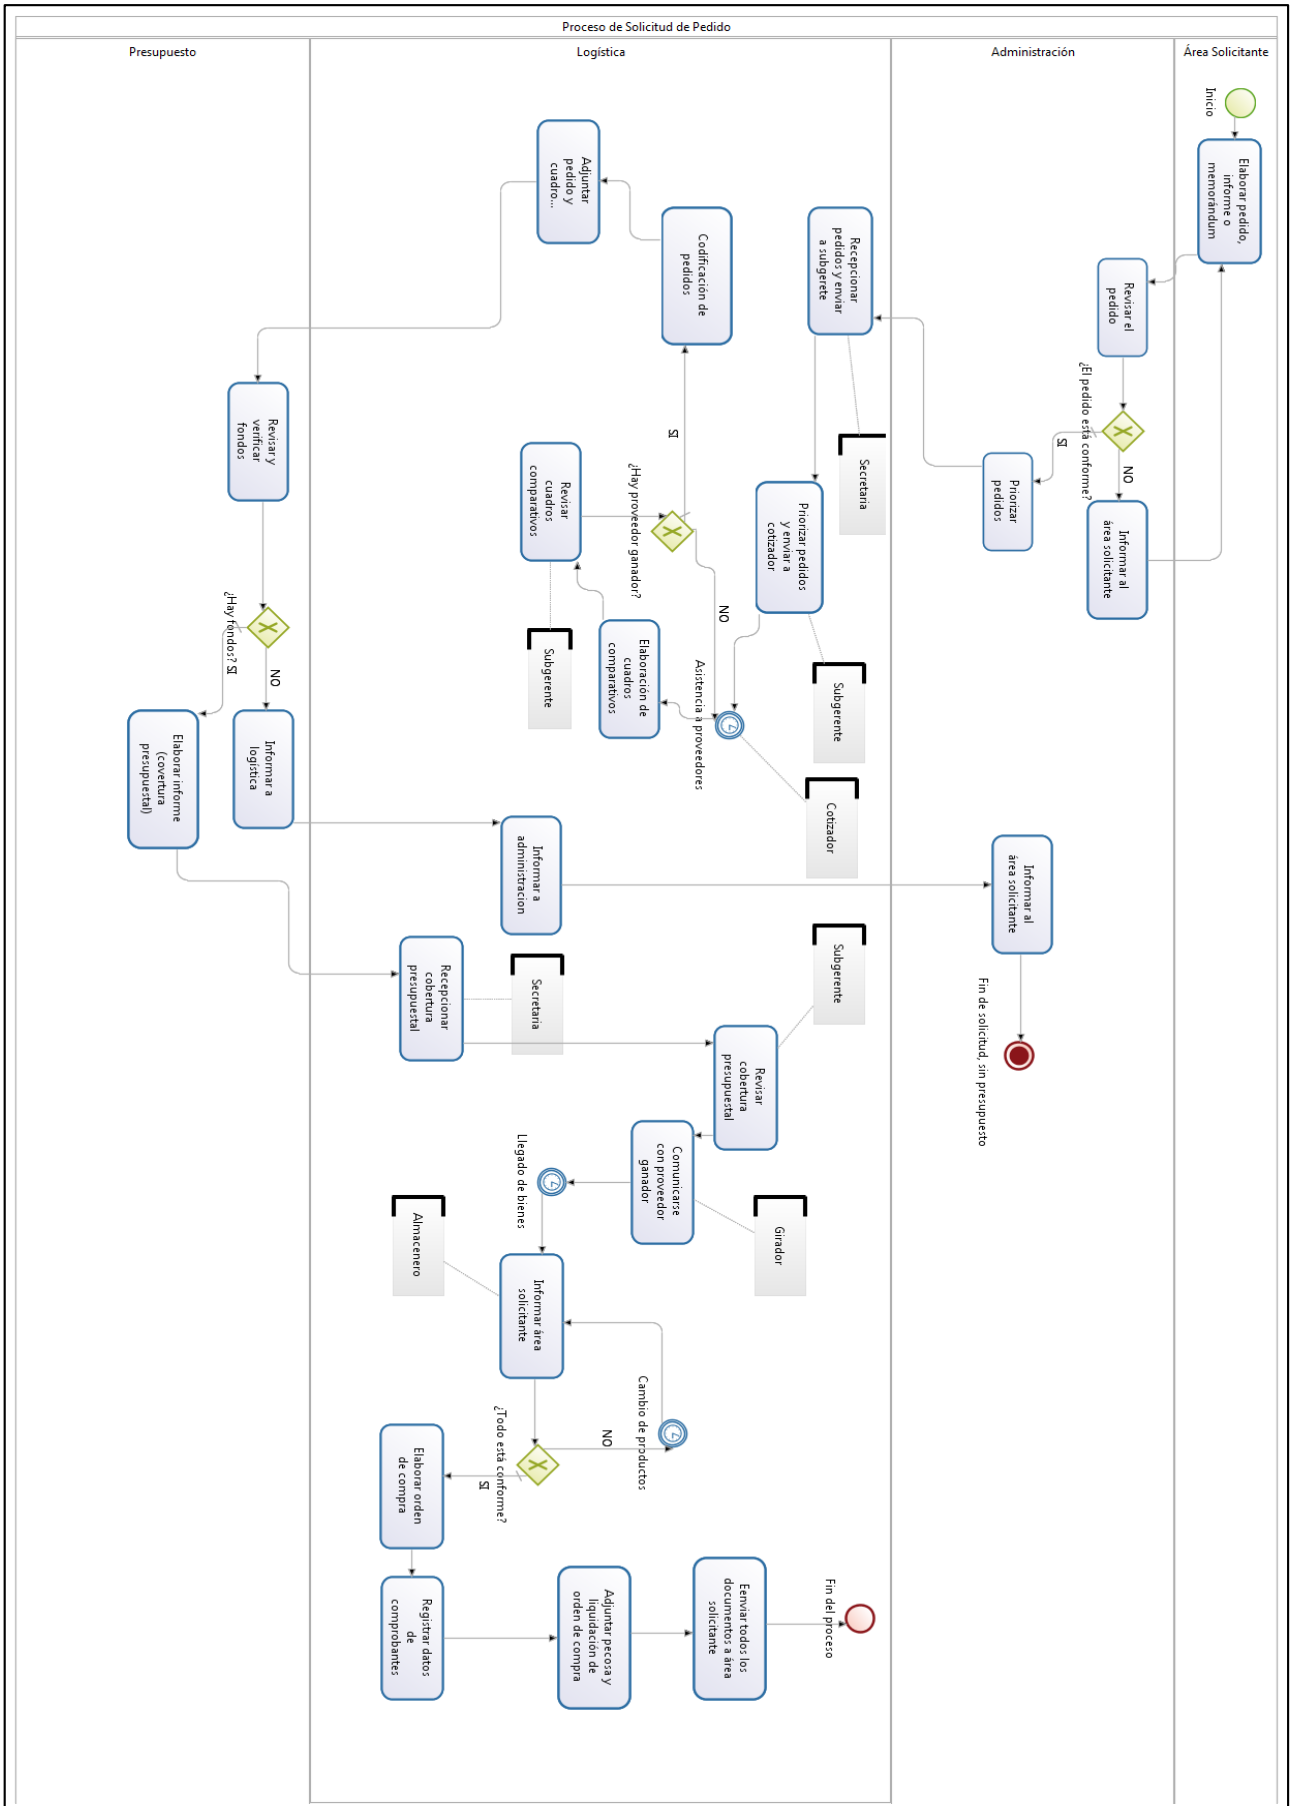 Proceso de Solicitud de Pedido
Presupuesto
Logística
Administración
Área Solicitante
Inicio
Elaborar pedido,
informe o
memorándum
Revisar el
pedido
¿El pedido está conforme?
SI
NO
Priorizar
pedidos
Informar al
área solicitante
Recepcionar
pedidos y enviar
a subgerete
Secretaria
Priorizar pedidos
y enviar a
cotizador
Subgerente
Cotizador
Asistencia a proveedores
Elaboración de
cuadros
comparativos
Revisar
cuadros
comparativos
Subgerente
¿Hay proveedor ganador?
SI
NO
Codificación de
pedidos
Adjuntar
pedido y
cuadro...
Revisar y
verificar
fondos
¿Hay fondos?
SI
NO
Informar a
logística
Elaborar informe
(covertura
presupuestal)
Informar a
administracion
Informar al
área solicitante
Fin de solicitud, sin presupuesto
Recepcionar
cobertura
presupuestal
Secretaria
Subgerente
Revisar
cobertura
presupuestal
Comunicarse
con proveedor
ganador
Girador
Llegado de bienes
Almacenero
Informar área
solicitante
¿Todo está conforme?
NO
SI
Cambio de productos
Elaborar orden
de compra
Registrar datos
de
comprobantes
Adjuntar pecosa y
liquidación de
orden de compra
Eenviar todos los
documentos a área
solicitante
Fin del proceso